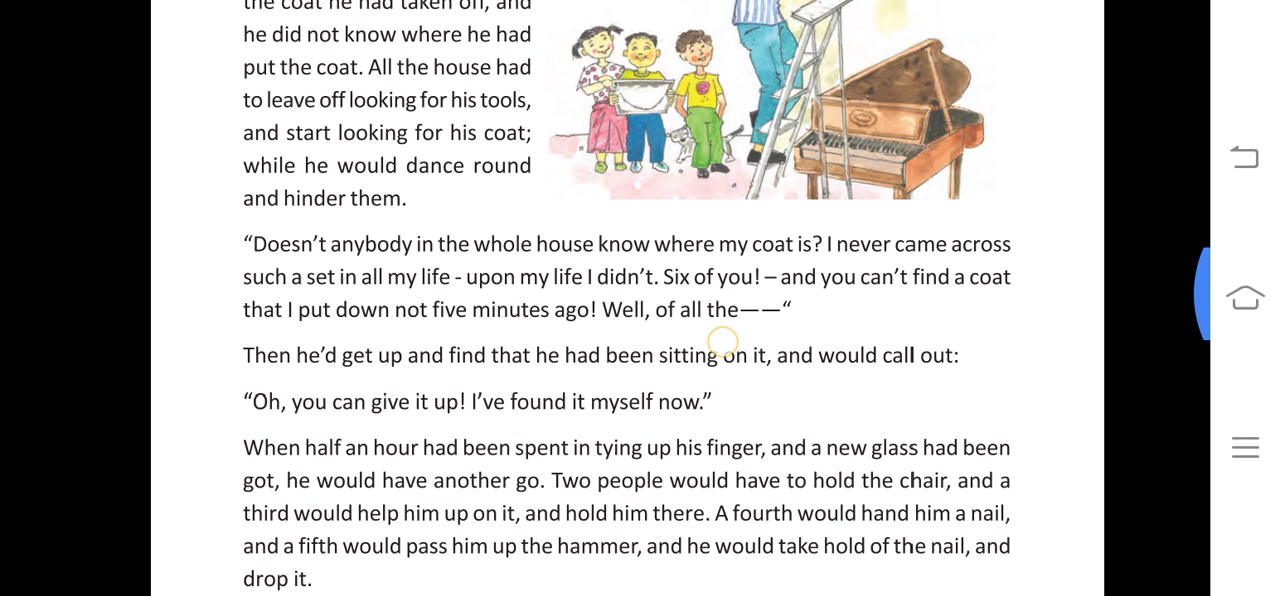 the coat he had taken off, and
he did not know where he had
put the coat. All the house had
to leave off looking for his tools,
and start looking for his coat;
while he would dance round
and hinder them.
“Doesn’t anybody in the whole house know where my coat is? I never came across
such a set in all my life - upon my life I didn’t. Six of you! – and you can’t find a coat
that I put down not five minutes ago! Well, of all the——“
Then he’d get up and find that he had been sitting on it, and would call out:
“Oh, you can give it up! I’ve found it myself now.”
When half an hour had been spent in tying up his finger, and a new glass had been
got, he would have another go. Two people would have to hold the chair, and a
third would help him up on it, and hold him there. A fourth would hand him a nail,
and a fifth would pass him up the hammer, and he would take hold of the nail, and
drop it.